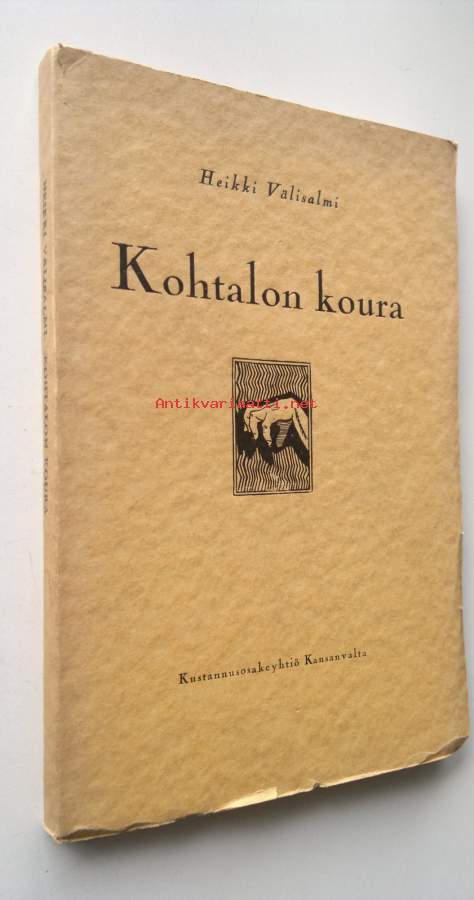 Heikki Välisalmi
Kohtalon koura
Antikvariaatti.net
Kustannusosakeyhtiö Kansanvalta
HEIKKI VÄLISALMI KOHTALON KOURA